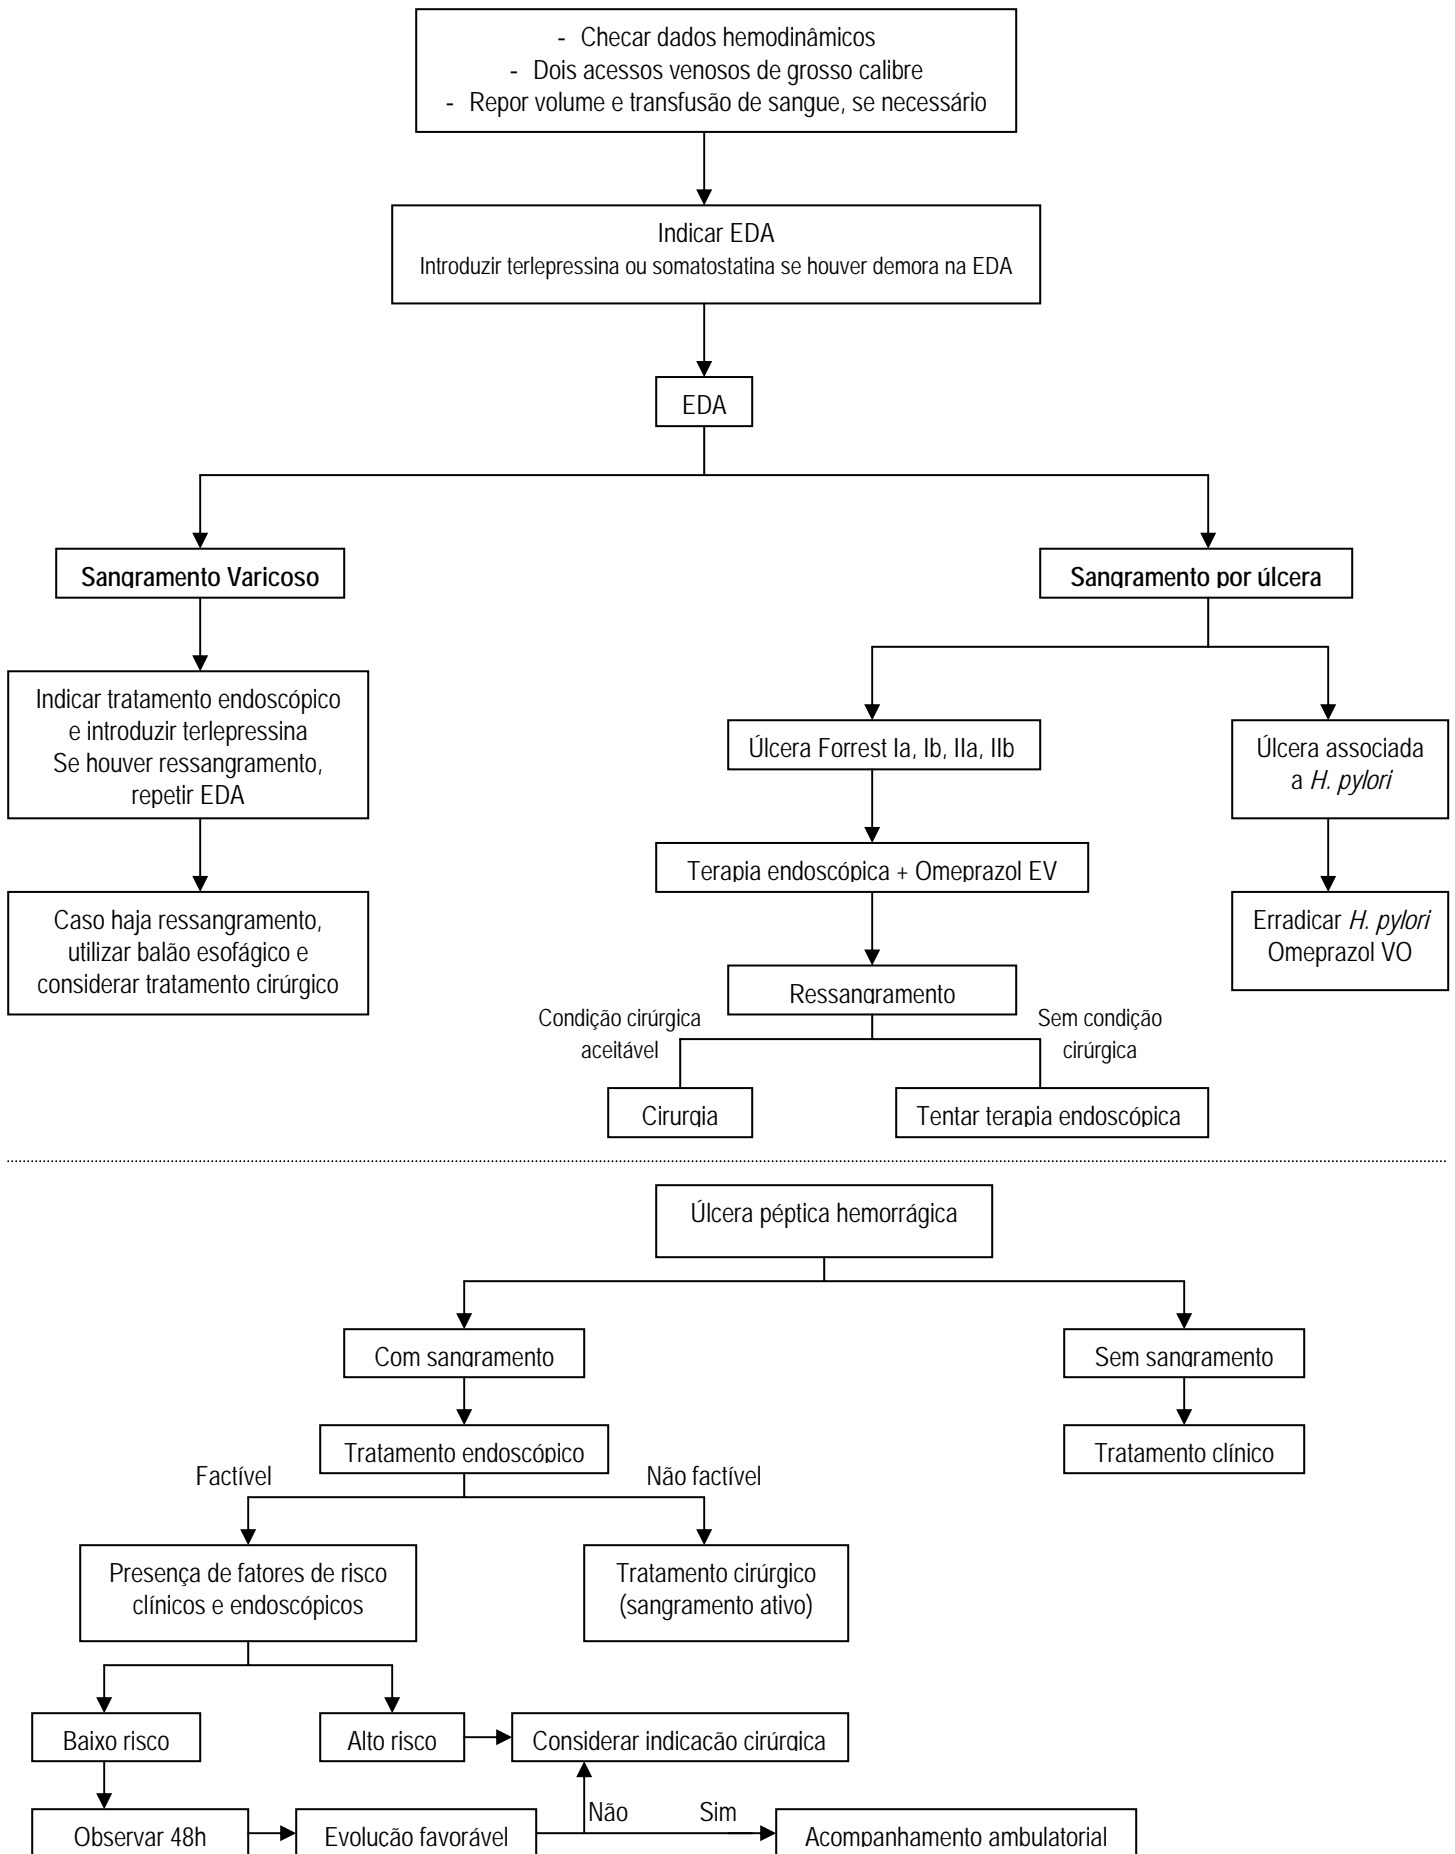 - Checar dados hemodinâmicos
- Dois acessos venosos de grosso calibre
- Repor volume e transfusão de sangue, se necessário
Indicar EDA
Introduzir terlepressina ou somatostatina se houver demora na EDA
EDA
Sangramento Varicoso
Sangramento por úlcera
Indicar tratamento endoscópico
e introduzir terlepressina
Se houver ressangramento,
repetir EDA
Úlcera Forrest Ia, Ib, IIa, IIb
Úlcera associada
a H. pylori
Terapia endoscópica + Omeprazol EV
Caso haja ressangramento,
utilizar balão esofágico e
considerar tratamento cirúrgico
Erradicar H. pylori
Omeprazol VO
Ressangramento
Condição cirúrgica
aceitável
Sem condição
cirúrgica
Cirurgia
Tentar terapia endoscópica
Úlcera péptica hemorrágica
Com sangramento
Sem sangramento
Tratamento endoscópico
Tratamento clínico
Factível
Não factível
Presença de fatores de risco
clínicos e endoscópicos
Tratamento cirúrgico
(sangramento ativo)
Baixo risco
Alto risco
Considerar indicação cirúrgica
Não
Sim
Observar 48h
Evolução favorável
Acompanhamento ambulatorial